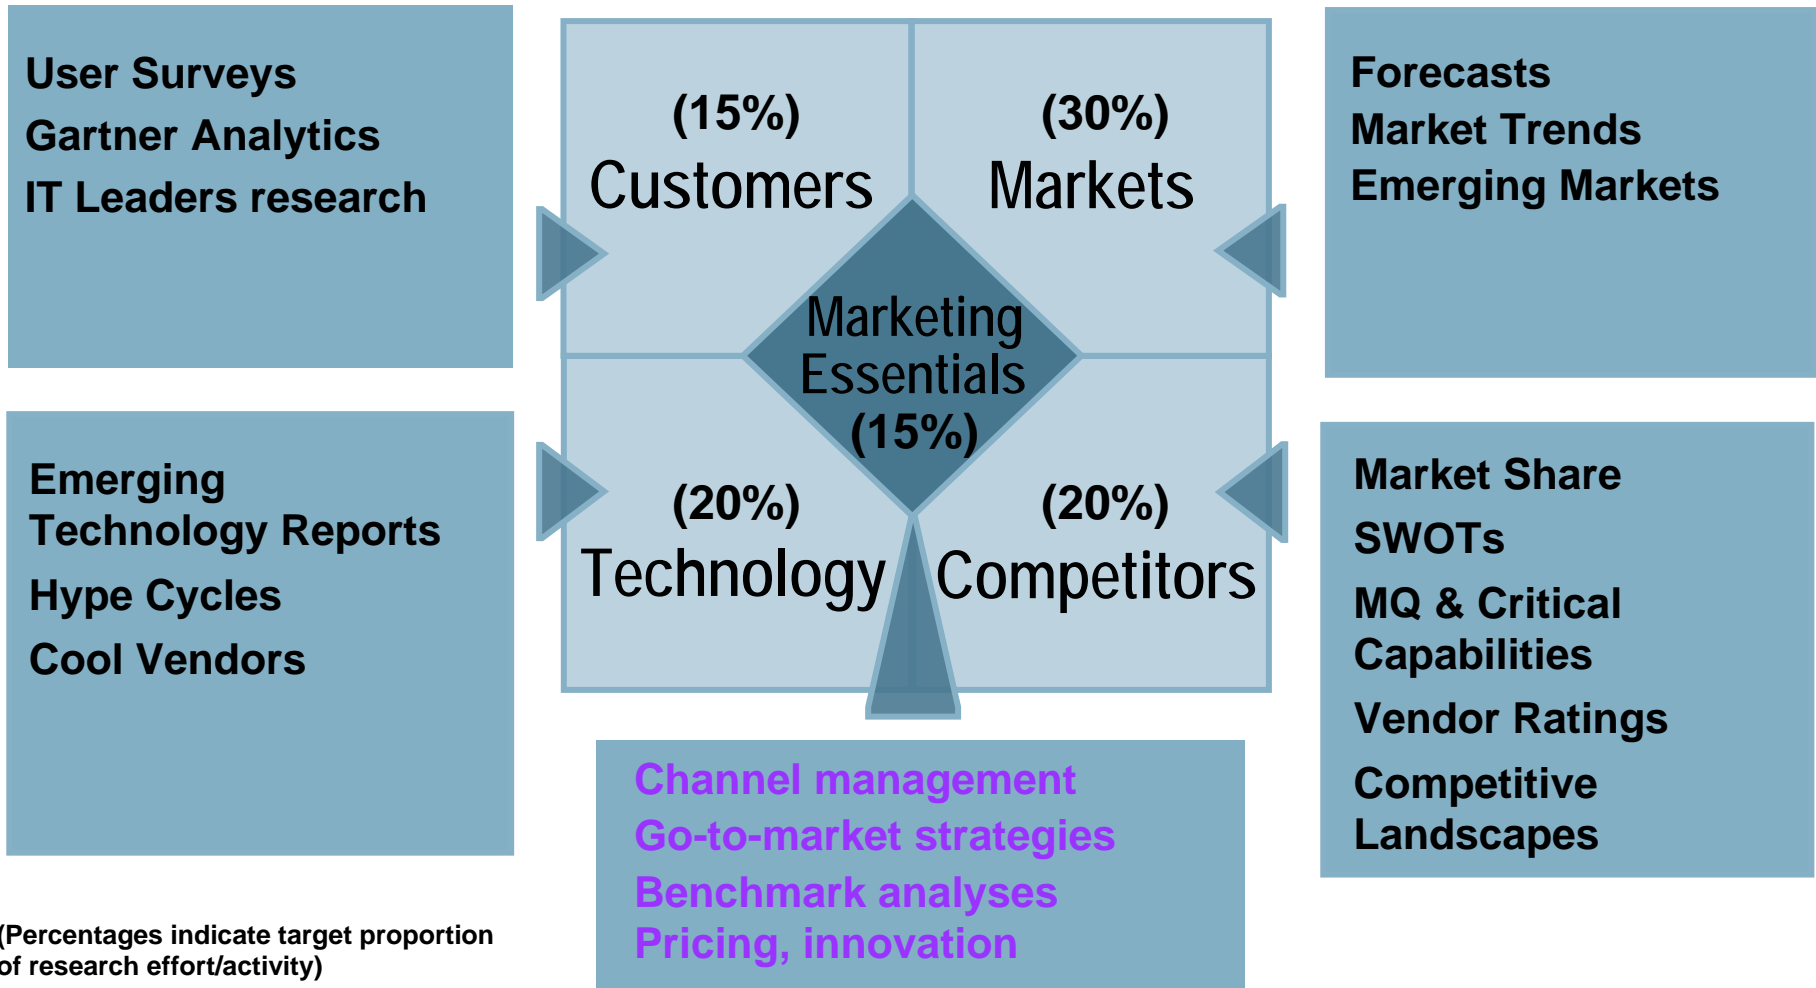 User Surveys
Gartner Analytics
IT Leaders research
(15%)
Customers
(30%)
Markets
Forecasts
Market Trends
Emerging Markets
Marketing
Essentials
(15%)
Emerging
Technology Reports
Hype Cycles
Cool Vendors
(20%)
Technology
(20%)
Competitors
Market Share
SWOTs
MQ & Critical
Capabilities
Vendor Ratings
Competitive
Landscapes
Channel management
Go-to-market strategies
Benchmark analyses
Pricing, innovation
(Percentages indicate target proportion
of research effort/activity)